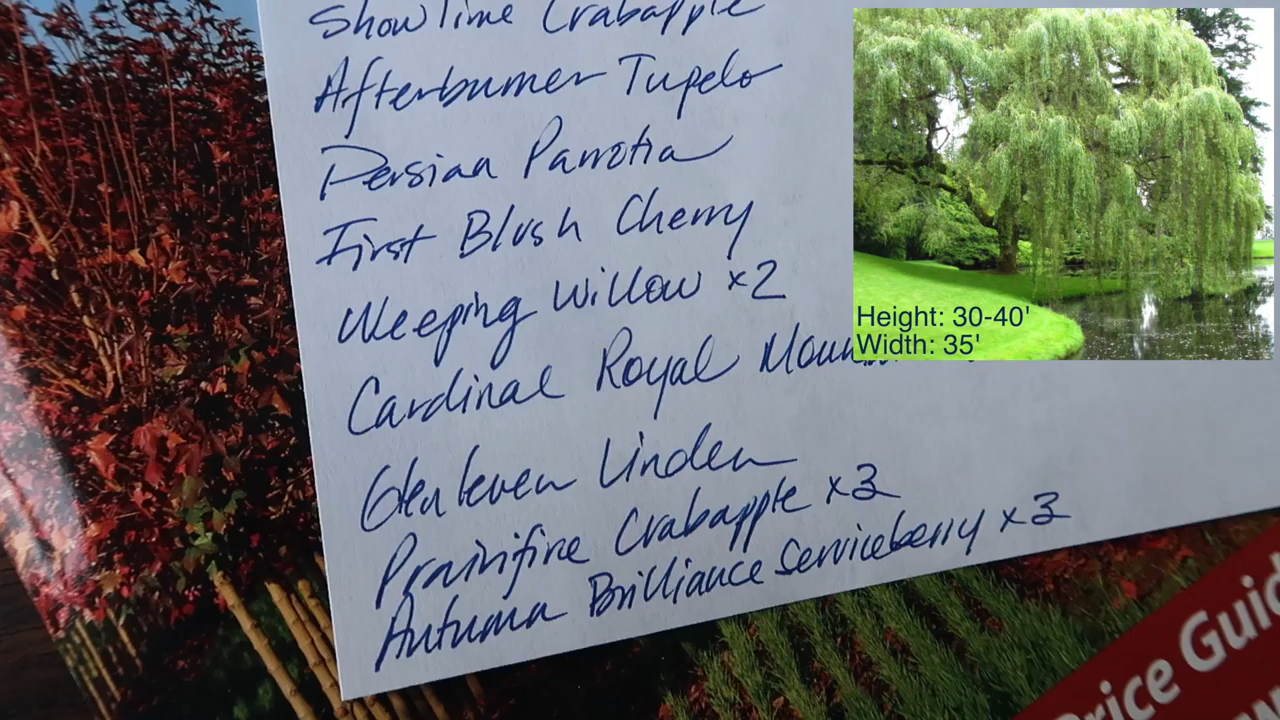 ShowTime Crabapple
Afterburner Tupelo
Persian Parrotia
First Blush Cherry
Weeping Willow x2
Cardinal Royal
Glenleven Linden
Prairifire Crabapple x3
Autumn Brilliance Serviceberry x3
Height: 30-40'
Width: 35'
Price Guid